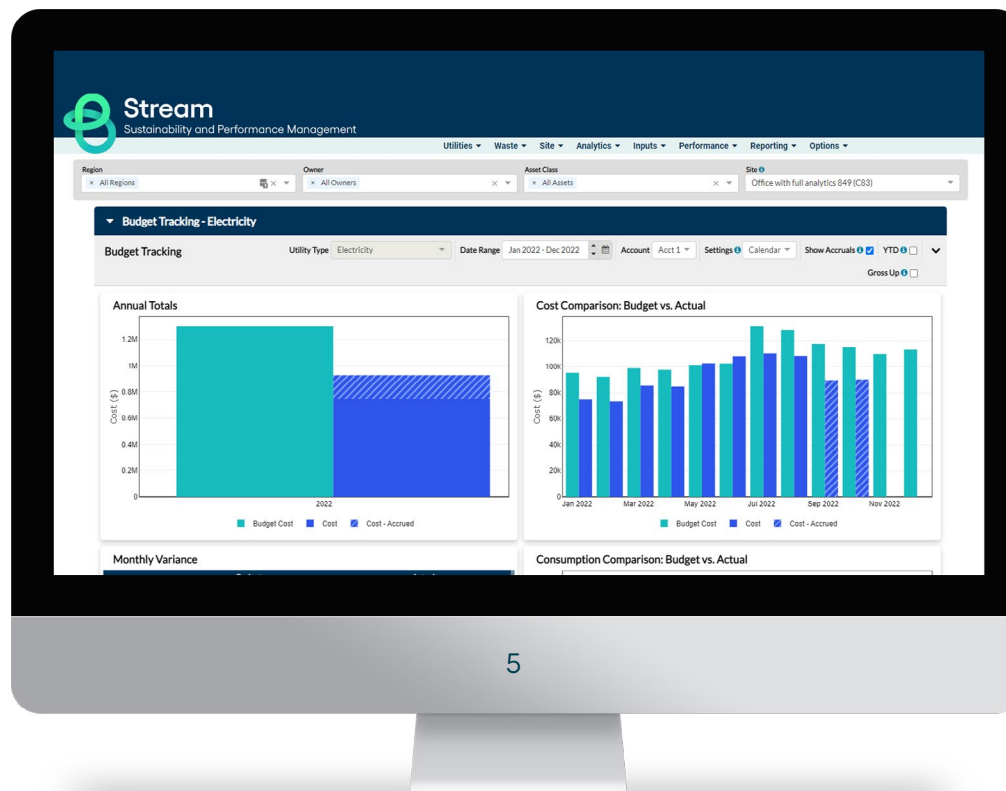 Stream
Sustainability and Performance Management
Utilities Waste Site Analytics Inputs Performance Reporting Options
Region Owner Asset Class Site
× All Regions × All Owners × All Assets Office with full analytics 849 (C83)
Budget Tracking - Electricity
Budget Tracking Utility Type Electricity Date Range Jan 2022 - Dec 2022 Account Acct 1 Settings Calendar Show Accruals YTD
Gross Up
Annual Totals
1.2M
1M
0.8M
0.6M
0.4M
0.2M
0
Cost ($)
2022
Budget Cost Cost Cost - Accrued
Cost Comparison: Budget vs. Actual
120k
100k
80k
60k
40k
20k
0
Cost ($)
Jan 2022 Mar 2022 May 2022 Jul 2022 Sep 2022 Nov 2022
Budget Cost Cost Cost - Accrued
Monthly Variance
Consumption Comparison: Budget vs. Actual
5